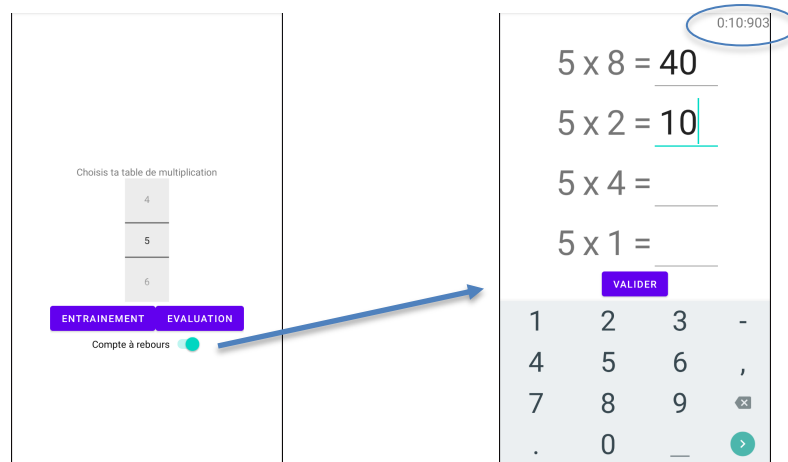 Choisis ta table de multiplication
4
5
6
ENTRAINEMENT EVALUATION
Compte à rebours
0:10:903
5 x 8 = 40
5 x 2 = 10
5 x 4 =
5 x 1 =
VALIDER
1 2 3 -
4 5 6 ,
7 8 9
. 0 _